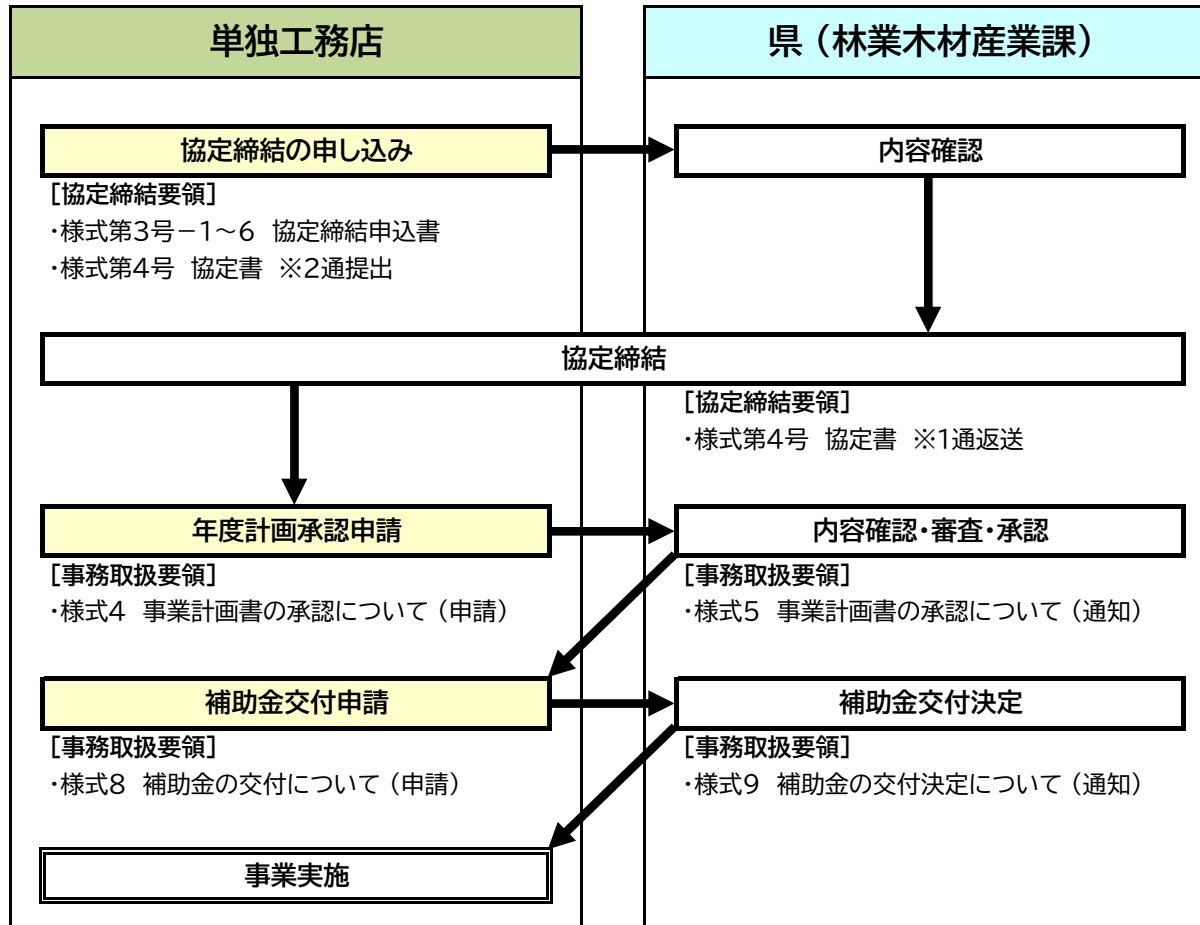 単独工務店
県（林業木材産業課）
協定締結の申し込み
内容確認
［協定締結要領］
・様式第3号－1～6 協定締結申込書
・様式第4号 協定書 ※2通提出
協定締結
［協定締結要領］
・様式第4号 協定書 ※1通返送
年度計画承認申請
内容確認・審査・承認
［事務取扱要領］
・様式4 事業計画書の承認について（申請）
［事務取扱要領］
・様式5 事業計画書の承認について（通知）
補助金交付申請
補助金交付決定
［事務取扱要領］
・様式8 補助金の交付について（申請）
［事務取扱要領］
・様式9 補助金の交付決定について（通知）
事業実施